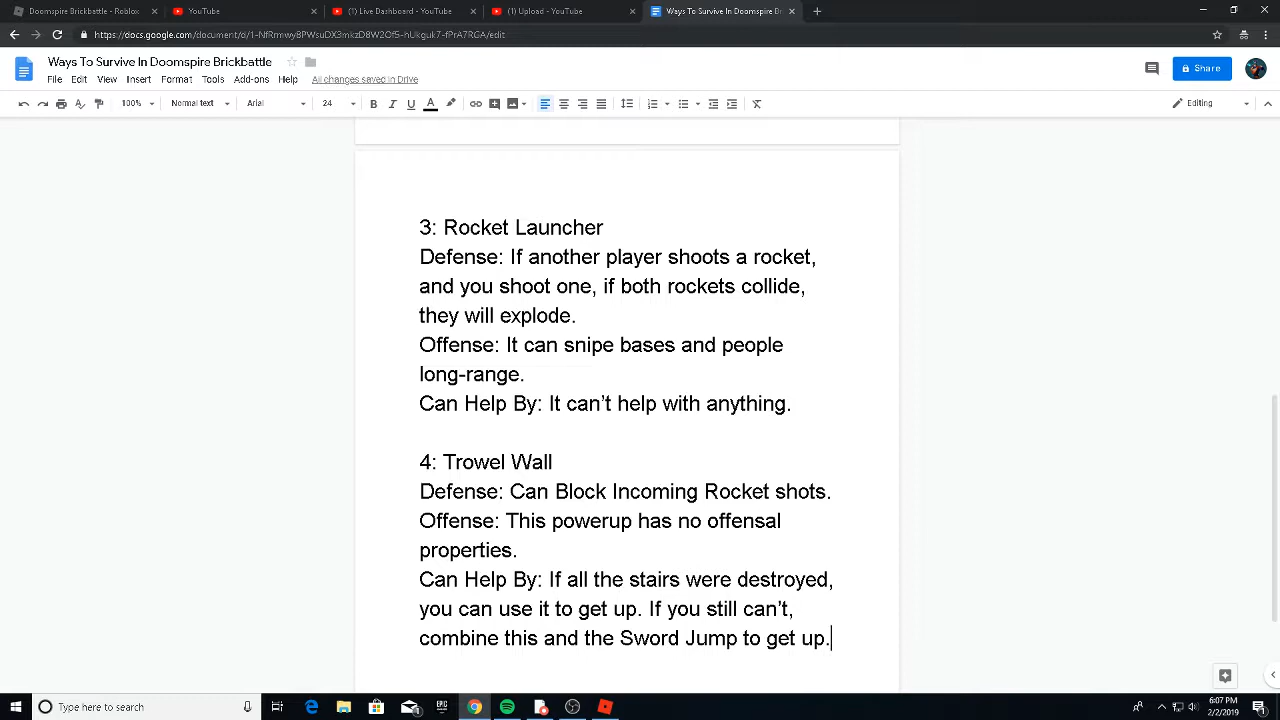 Doomspire Brickbattle - Roblox
YouTube
(1) Live Dashboard - YouTube
(1) Upload - YouTube
Ways To Survive In Doomspire Br
Ways To Survive In Doomspire Brickbattle
File Edit View Insert Format Tools Add-ons Help All changes saved in Drive
Share
100% Normal text Arial 24 B I U A Editing
3: Rocket Launcher
Defense: If another player shoots a rocket,
and you shoot one, if both rockets collide,
they will explode.
Offense: It can snipe bases and people
long-range.
Can Help By: It can’t help with anything.
4: Trowel Wall
Defense: Can Block Incoming Rocket shots.
Offense: This powerup has no offensal
properties.
Can Help By: If all the stairs were destroyed,
you can use it to get up. If you still can’t,
combine this and the Sword Jump to get up.
Type here to search
EPIC
6:07 PM
2/2/2019